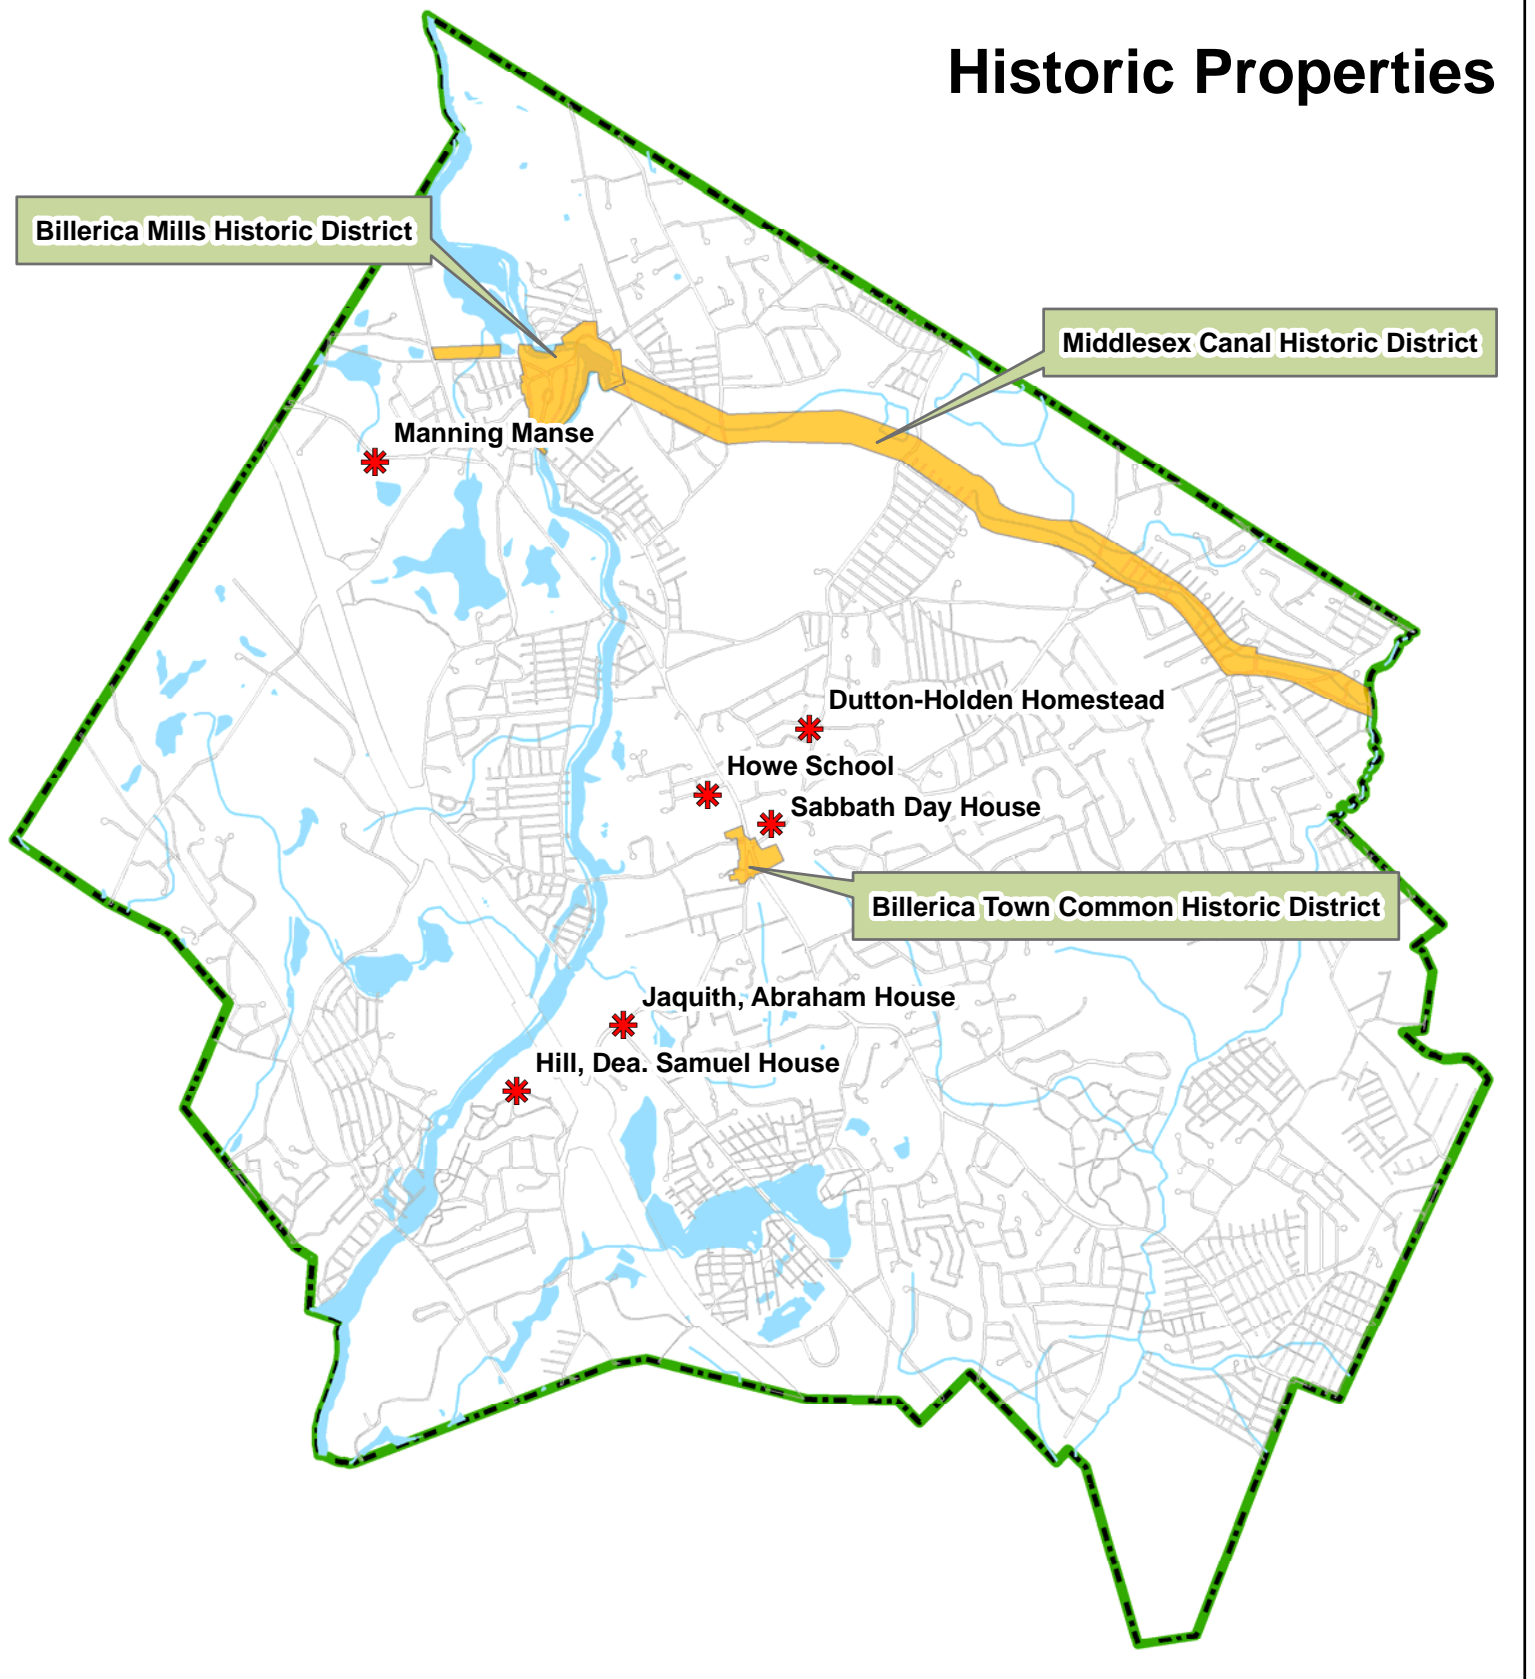 Historic Properties
Billerica Mills Historic District
Middlesex Canal Historic District
Manning Manse
Dutton-Holden Homestead
Howe School
Sabbath Day House
Billerica Town Common Historic District
Jaquith, Abraham House
Hill, Dea. Samuel House